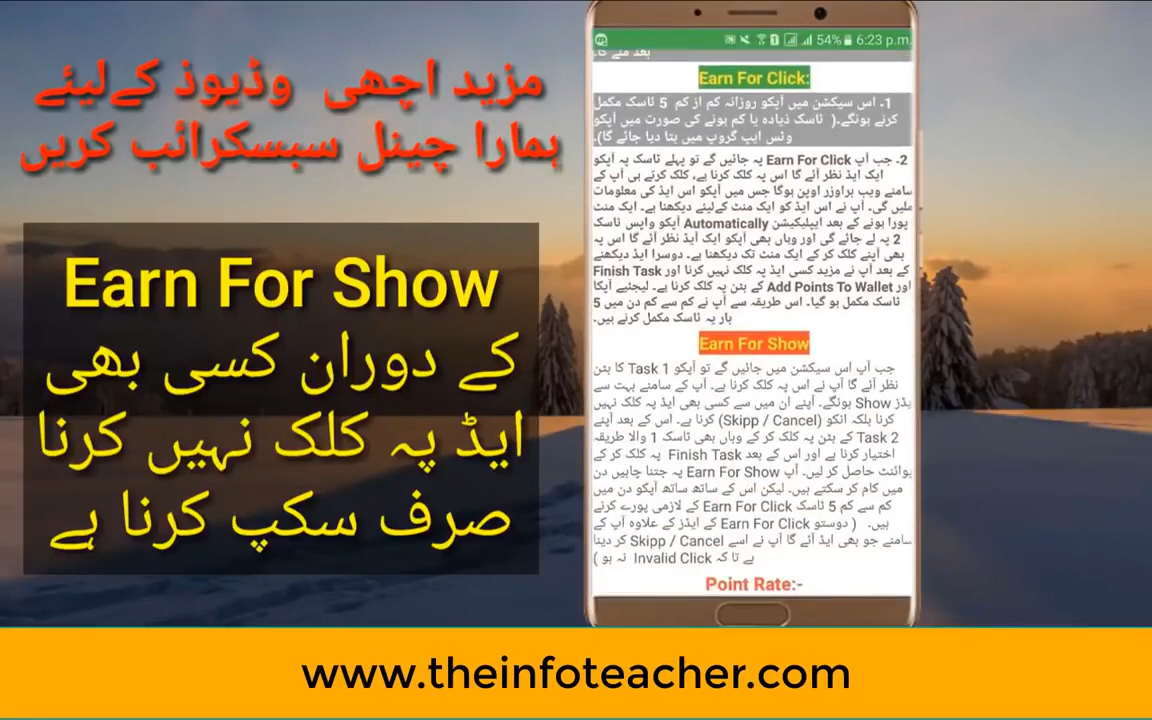 مزید اچھی وڈیوذ کےلیئے
ہمارا چینل سبسکرائب کریں
Earn For Show
کے دوران کسی بھی
ایڈ پہ کلک نہیں کرنا
صرف سکپ کرنا ہے
54% 6:23 p.m.
بعد ملے گا۔
Earn For Click:
1۔ اس سیکشن میں آپکو روزانہ کم از کم 5 ٹاسک مکمل
کرنے ہونگے۔( ٹاسک ذیادہ یا کم ہونے کی صورت میں آپکو
وٹس ایپ گروپ میں بتا دیا جائے گا)۔
2۔ جب آپ Earn For Click پہ جائیں گے تو پہلے ٹاسک پہ آپکو
ایک ایڈ نظر آئے گا اس پہ کلک کرنا ہے، کلک کرتے ہی آپ کے
سامنے ویب براوزر اوپن ہوگا جس میں آپکو اس ایڈ کی معلومات
ملیں گی۔ آپ نے اس ایڈ کو ایک منٹ کےلیئے دیکھنا ہے۔ ایک منٹ
پورا ہونے کے بعد ایپلیکیشن Automatically آپکو واپس ٹاسک
2 پہ لے جائے گی اور وہاں بھی آپکو ایک ایڈ نظر آئے گا اس پہ
بھی آپنے کلک کر کے ایک منٹ تک دیکھنا ہے۔ دوسرا ایڈ دیکھنے
کے بعد آپ نے مزید کسی ایڈ پہ کلک نہیں کرنا اور Finish Task
اور Add Points To Wallet کے بٹن پہ کلک کرنا ہے۔ لیجئیے آپکا
ٹاسک مکمل ہو گیا۔ اس طریقہ سے آپ نے کم سے کم دن میں 5
بار یہ ٹاسک مکمل کرنے ہیں۔
Earn For Show
جب آپ اس سیکشن میں جائیں گے تو آپکو Task 1 کا بٹن
نظر آئے گا آپ نے اس پہ کلک کرنا ہے۔ آپ کے سامنے بہت سے
یڈز Show ہونگے۔ آپنے ان میں سے کسی بھی ایڈ پہ کلک نہیں
کرنا بلکہ انکو (Skipp / Cancel) کرنا ہے۔ اس کے بعد آپنے
Task 2 کے بٹن پہ کلک کر کے وہاں بھی ٹاسک 1 والا طریقہ
اختیار کرنا ہے اور اس کے بعد Finish Task پہ کلک کر کے
پوائنٹ حاصل کر لیں۔ آپ Earn For Show پہ جتنا چاہیں دن
میں کام کر سکتے ہیں۔ لیکن اس کے ساتھ ساتھ آپکو دن میں
کم سے کم 5 ٹاسک Earn For Click کے لازمی پورے کرنے
ہیں۔ ( دوستو Earn For Click کے ایڈز کے علاوہ آپ کے
سامنے جو بھی ایڈ آئے گا آپ نے اسے Skipp / Cancel کر دینا
ہے تا کہ Invalid Click نہ ہو )
Point Rate:-
www.theinfoteacher.com